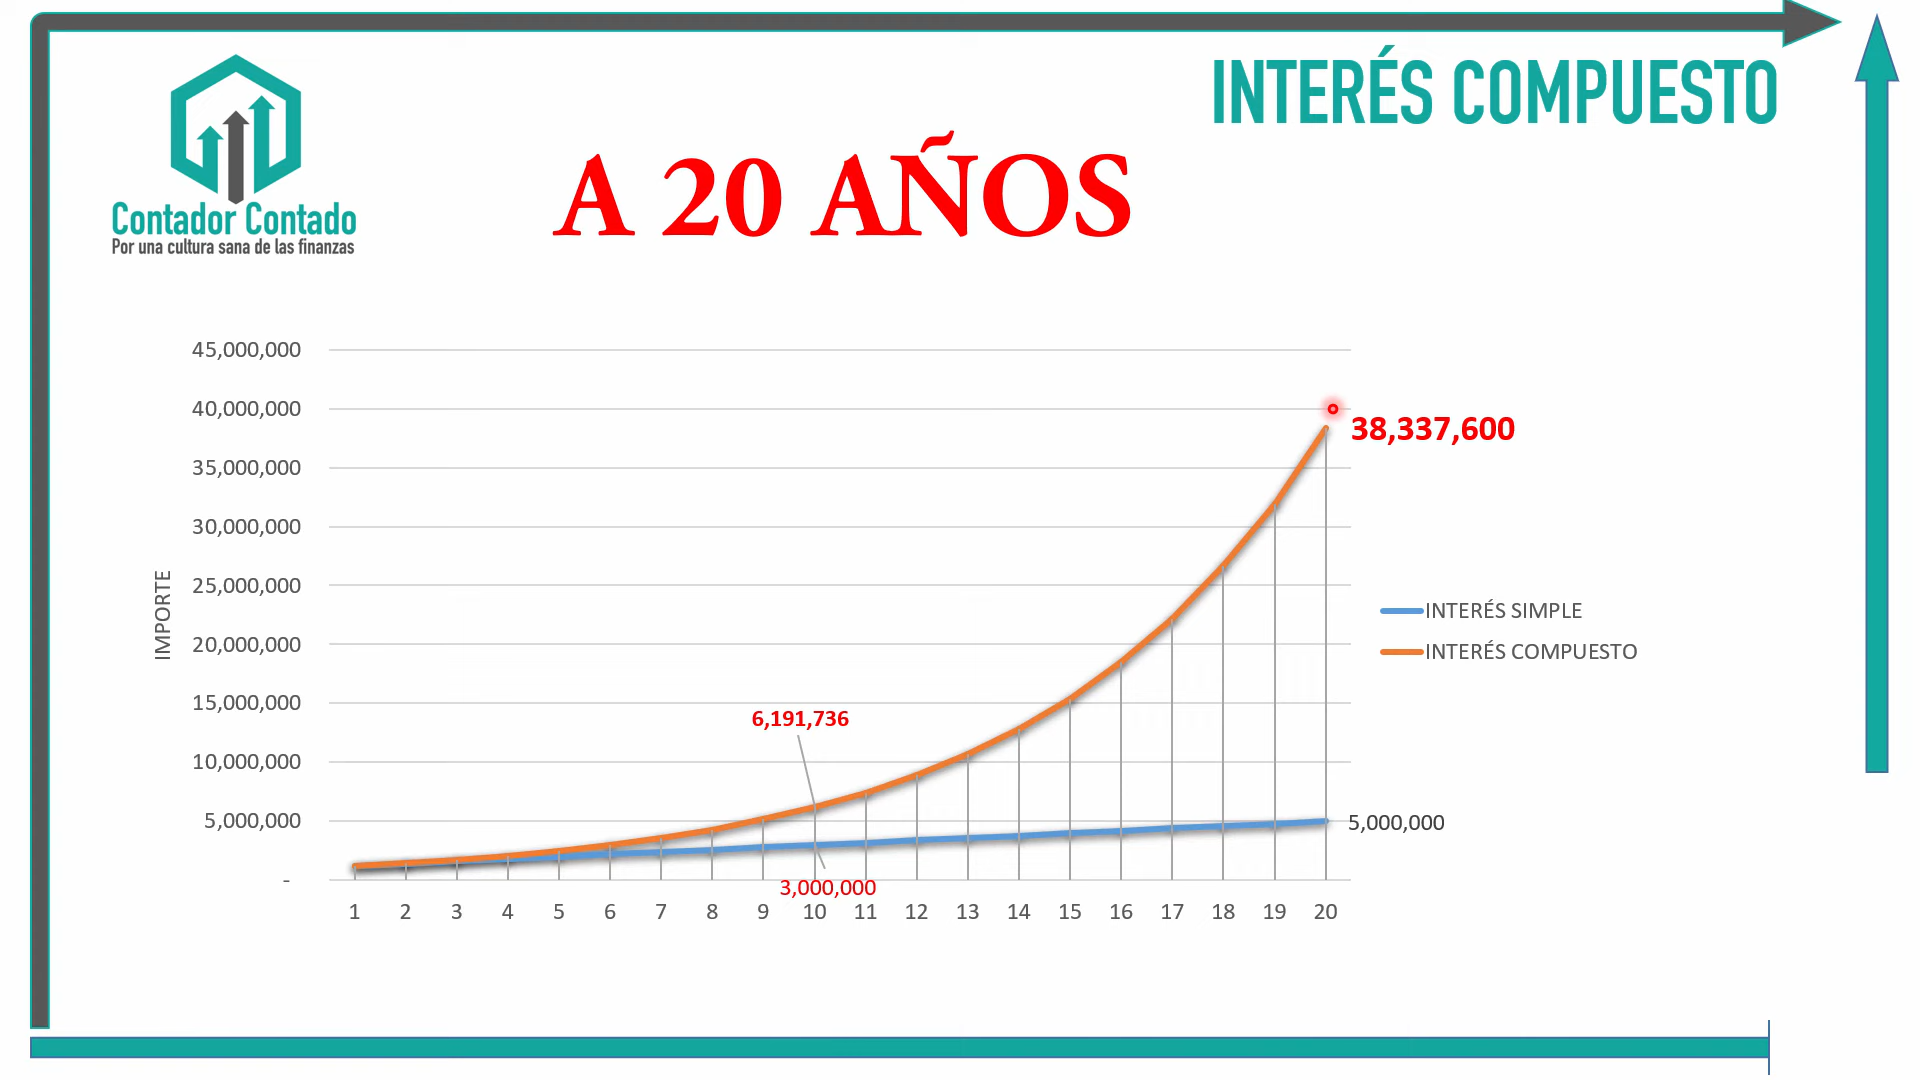 INTERÉS COMPUESTO
Contador Contado
Por una cultura sana de las finanzas
A 20 AÑOS
45,000,000
40,000,000
38,337,600
35,000,000
30,000,000
25,000,000
IMPORTE
20,000,000
15,000,000
10,000,000
5,000,000
-
6,191,736
3,000,000
5,000,000
INTERÉS SIMPLE
INTERÉS COMPUESTO
1 2 3 4 5 6 7 8 9 10 11 12 13 14 15 16 17 18 19 20